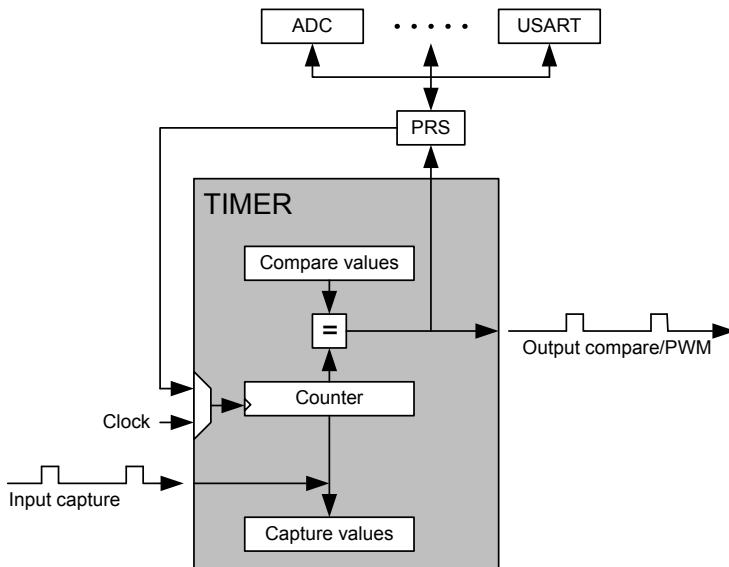 ADC
. . . . .
USART
PRS
TIMER
Compare values
=
Output compare/PWM
Counter
Clock
Input capture
Capture values